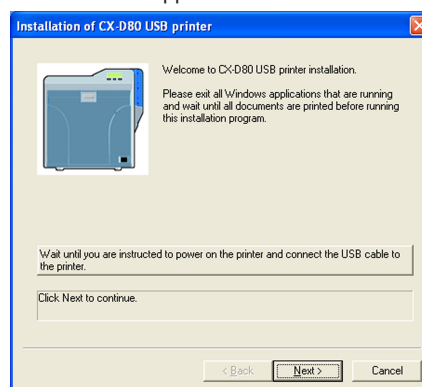 Installation of CX-D80 USB printer
Welcome to CX-D80 USB printer installation.
Please exit all Windows applications that are running
and wait until all documents are printed before running
this installation program.
Wait until you are instructed to power on the printer and connect the USB cable to
the printer.
Click Next to continue.
< Back
Next >
Cancel